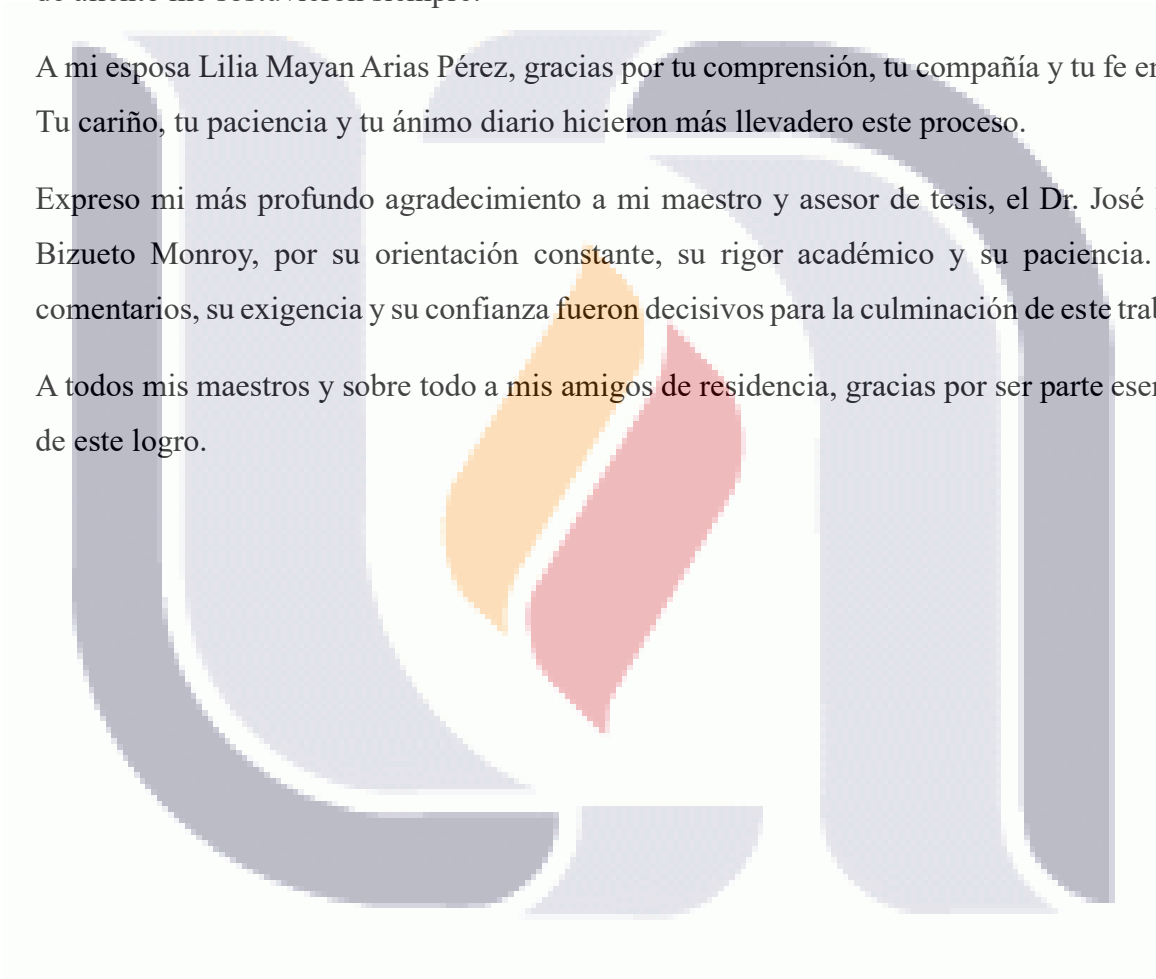 A mi esposa Lilia Mayan Arias Pérez, gracias por tu comprensión, tu compañía y tu fe
Tu cariño, tu paciencia y tu ánimo diario hicieron más llevadero este proceso.
Expreso mi más profundo agradecimiento a mi maestro y asesor de tesis, el Dr. José
Bizueto Monroy, por su orientación constante, su rigor académico y su paciencia.
comentarios, su exigencia y su confianza fueron decisivos para la culminación de este
A todos mis maestros y sobre todo a mis amigos de residencia, gracias por ser parte
de este logro.